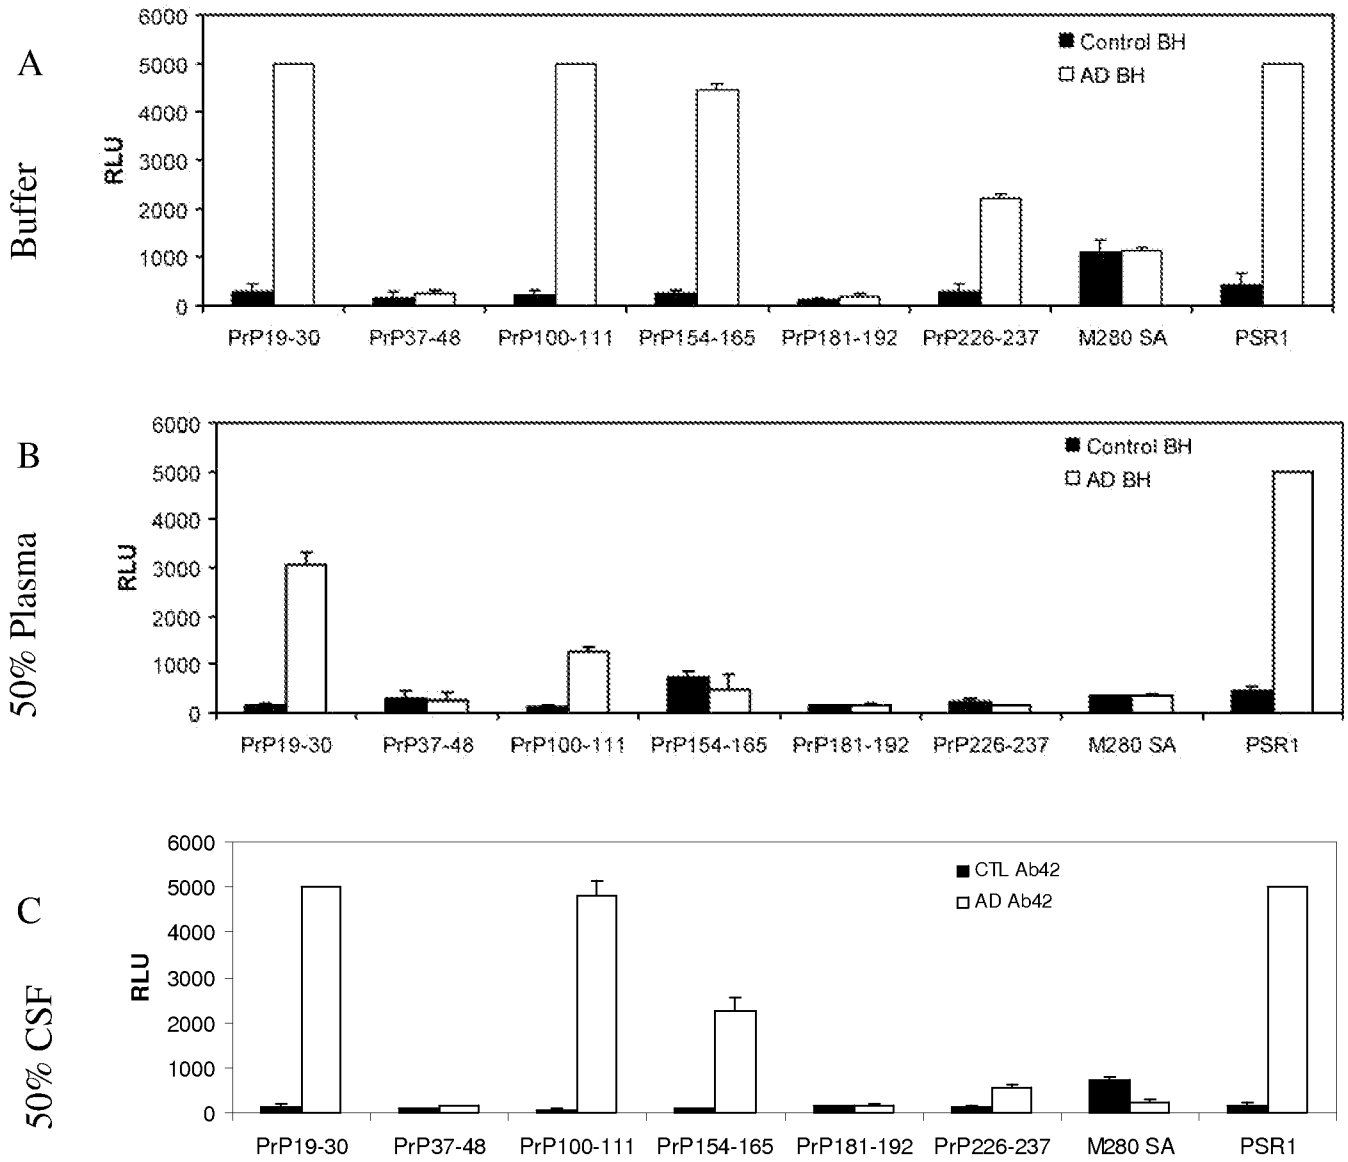 A
Buffer
RLU
6000
5000
4000
3000
2000
1000
0
Control BH
AD BH
PrP19-30 PrP37-48 PrP100-111 PrP154-165 PrP181-192 PrP226-237 M280 SA PSR1
B
50% Plasma
RLU
6000
5000
4000
3000
2000
1000
0
Control BH
AD BH
PrP19-30 PrP37-48 PrP100-111 PrP154-165 PrP181-192 PrP226-237 M280 SA PSR1
C
50% CSF
RLU
6000
5000
4000
3000
2000
1000
0
CTL Ab42
AD Ab42
PrP19-30 PrP37-48 PrP100-111 PrP154-165 PrP181-192 PrP226-237 M280 SA PSR1